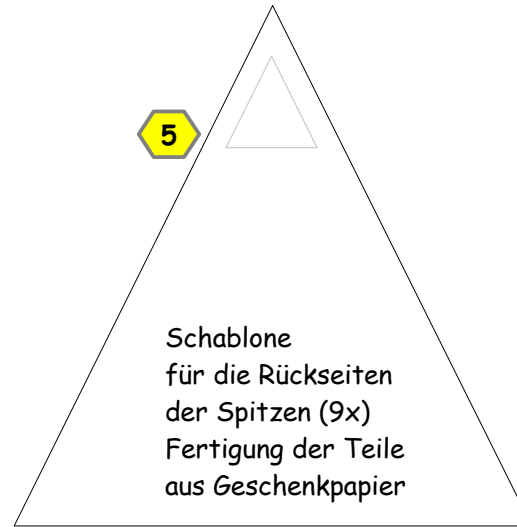 5
Schablone
für die Rückseiten
der Spitzen (9x)
Fertigung der Teile
aus Geschenkpapier